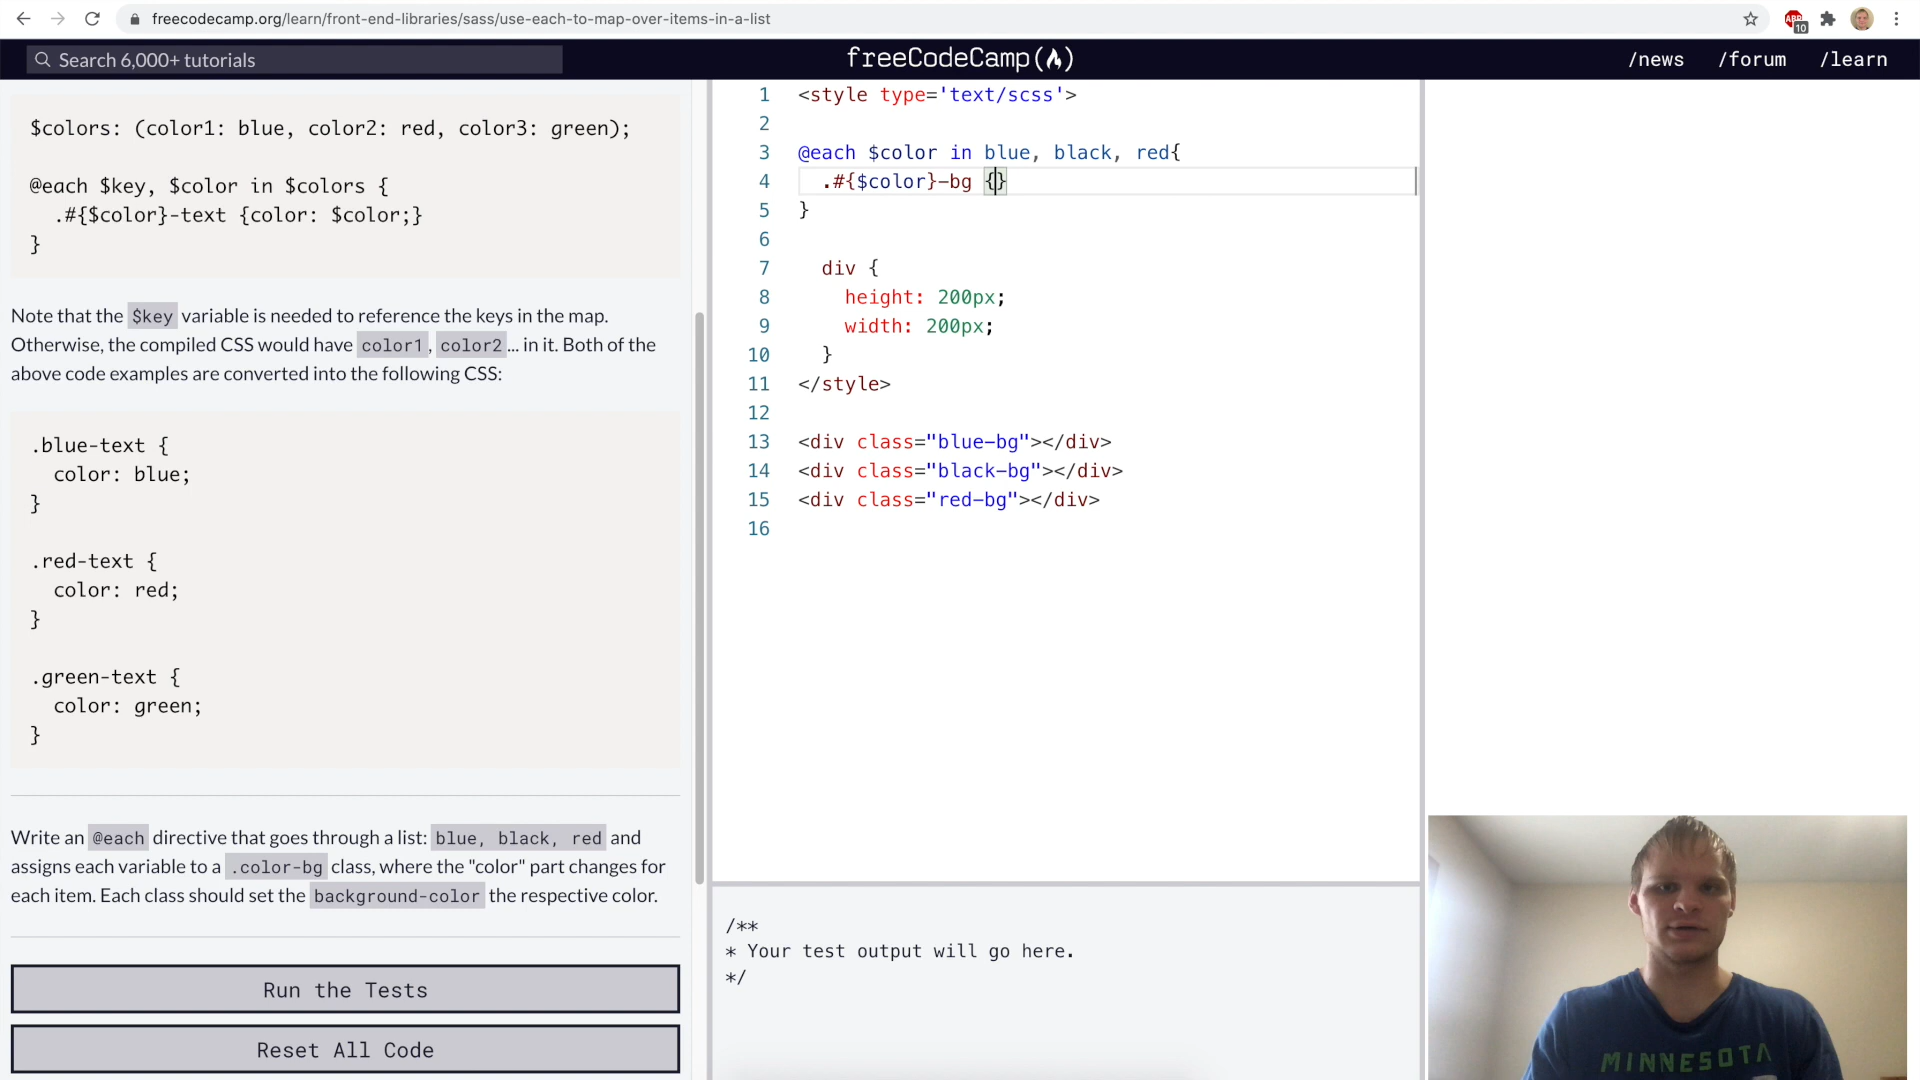 freecodecamp.org/learn/front-end-libraries/sass/use-each-to-map-over-items-in-a-list
ABP
10
Search 6,000+ tutorials
freeCodeCamp
/news
/forum
/learn
$colors: (color1: blue, color2: red, color3: green);
@each $key, $color in $colors {
.#{$color}-text {color: $color;}
}
Note that the $key variable is needed to reference the keys in the map.
Otherwise, the compiled CSS would have color1, color2... in it. Both of the
above code examples are converted into the following CSS:
.blue-text {
color: blue;
}
.red-text {
color: red;
}
.green-text {
color: green;
}
Write an @each directive that goes through a list: blue, black, red and
assigns each variable to a .color-bg class, where the "color" part changes for
each item. Each class should set the background-color the respective color.
Run the Tests
Reset All Code
1 <style type='text/scss'>
2
3 @each $color in blue, black, red{
4 .#{$color}-bg {}
5 }
6
7 div {
8 height: 200px;
9 width: 200px;
10 }
11 </style>
12
13 <div class="blue-bg"></div>
14 <div class="black-bg"></div>
15 <div class="red-bg"></div>
16
/**
* Your test output will go here.
*/
MINNESOTA